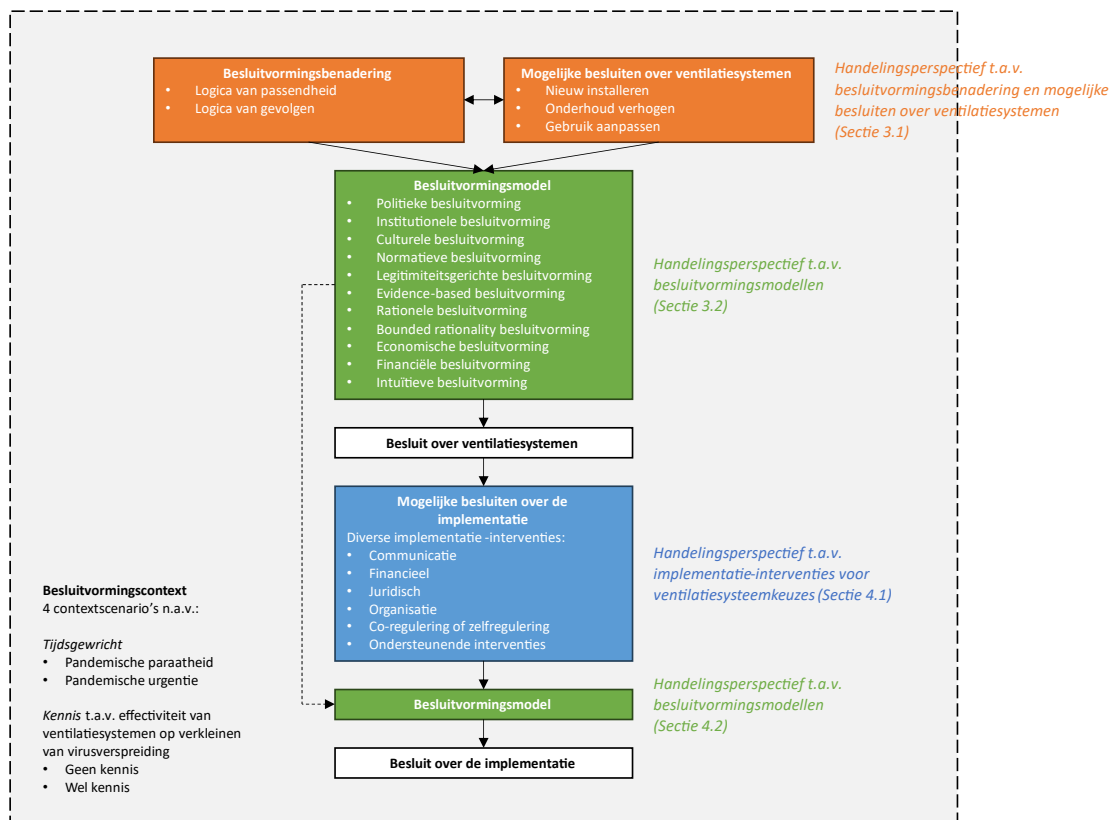 Besluitvormingsbenadering
• Logica van passendheid
• Logica van gevolgen
Mogelijke besluiten over ventilatiesystemen
• Nieuw installeren
• Onderhoud verhogen
• Gebruik aanpassen
Handelingsperspectief t.a.v.
besluitvormingsbenadering en mogelijke
besluiten over ventilatiesystemen
(Sectie 3.1)
Besluitvormingsmodel
• Politieke besluitvorming
• Institutionele besluitvorming
• Culturele besluitvorming
• Normatieve besluitvorming
• Legitimiteitsgerichte besluitvorming
• Evidence-based besluitvorming
• Rationele besluitvorming
• Bounded rationality besluitvorming
• Economische besluitvorming
• Financiële besluitvorming
• Intuïtieve besluitvorming
Handelingsperspectief t.a.v.
besluitvormingsmodellen
(Sectie 3.2)
Besluit over ventilatiesystemen
Mogelijke besluiten over de
implementatie
Diverse implementatie -interventies:
• Communicatie
• Financieel
• Juridisch
• Organisatie
• Co-regulering of zelfregulering
• Ondersteunende interventies
Handelingsperspectief t.a.v.
implementatie-interventies voor
ventilatiesysteemkeuzes (Sectie 4.1)
Besluitvormingsmodel
Handelingsperspectief t.a.v.
besluitvormingsmodellen
(Sectie 4.2)
Besluit over de implementatie
Besluitvormingscontext
4 contextscenario's n.a.v.:
Tijdsgewricht
• Pandemische paraatheid
• Pandemische urgentie
Kennis t.a.v. effectiviteit van
ventilatiesystemen op verkleinen
van virusverspreiding
• Geen kennis
• Wel kennis